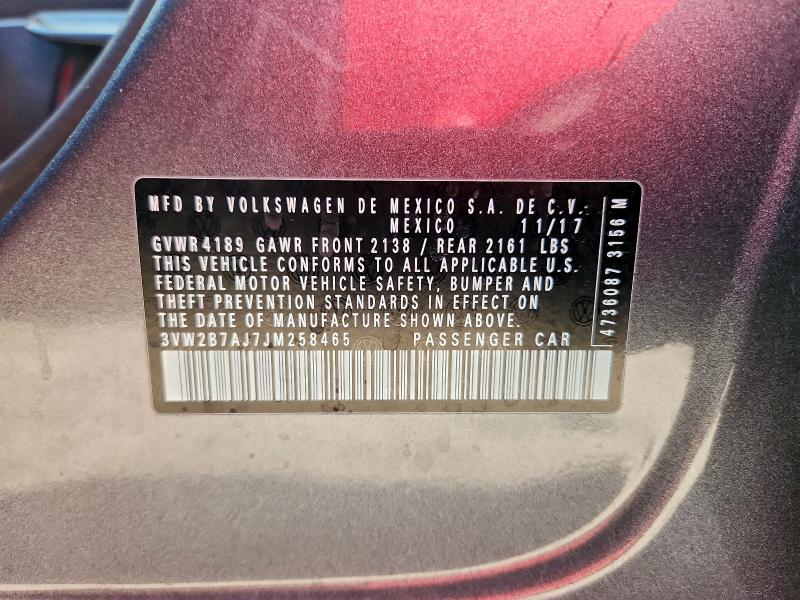 MFD BY VOLKSWAGEN DE MEXICO S.A. DE C.V.
MEXICO 11/17
GVWR 4189 GAWR FRONT 2138 / REAR 2161 LBS
THIS VEHICLE CONFORMS TO ALL APPLICABLE U.S.
FEDERAL MOTOR VEHICLE SAFETY, BUMPER AND
THEFT PREVENTION STANDARDS IN EFFECT ON
THE DATE OF MANUFACTURE SHOWN ABOVE.
3VW2B7AJ7JM258465 PASSENGER CAR
4736087 3156 M